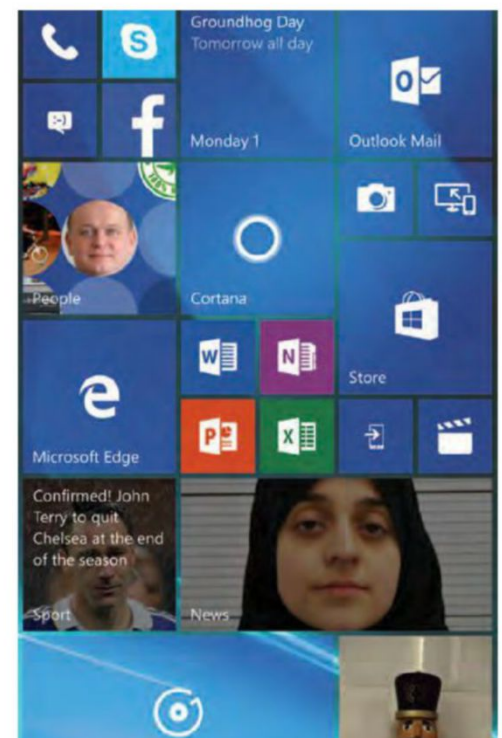 Groundhog Day
Tomorrow all day
Monday 1
Outlook Mail
People
Cortana
Store
Microsoft Edge
Confirmed! John
Terry to quit
Chelsea at the end
of the season
Sport
News